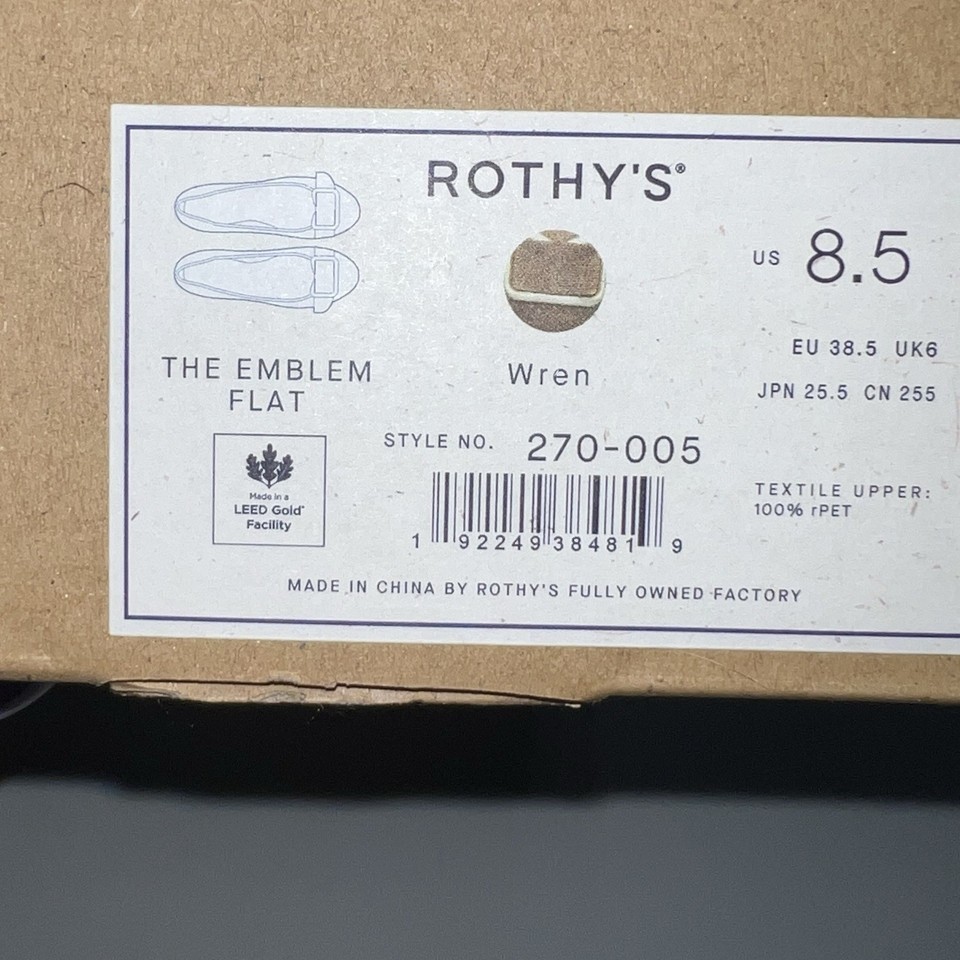 ROTHY'S®
US 8.5
EU 38.5 UK6
JPN 25.5 CN 255
THE EMBLEM
FLAT
Wren
STYLE NO. 270-005
Made in a
LEED Gold®
Facility
1 92249 38481 9
TEXTILE UPPER:
100% rPET
MADE IN CHINA BY ROTHY'S FULLY OWNED FACTORY